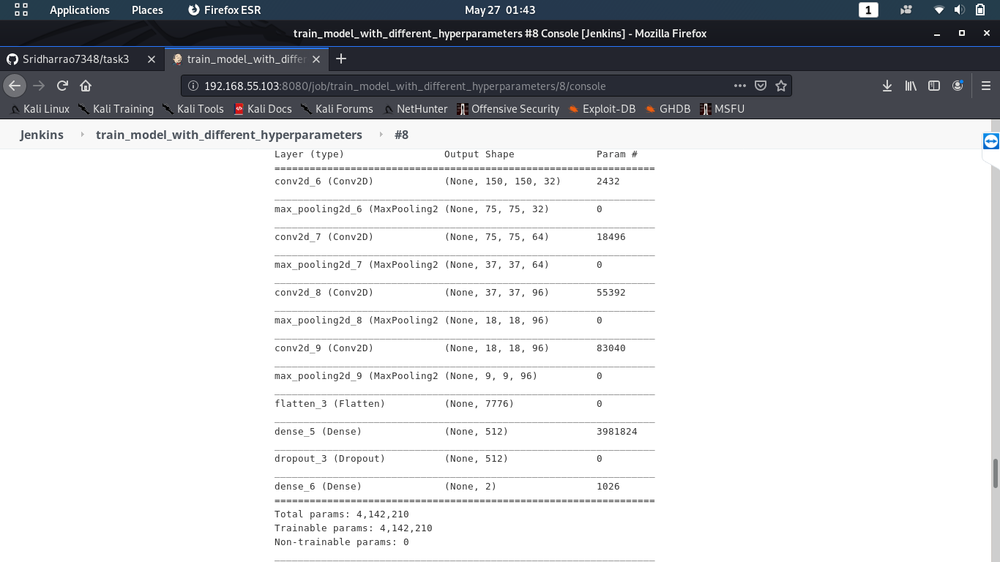 Applications Places Firefox ESR May 27 01:43 1
train_model_with_different_hyperparameters #8 Console [Jenkins] - Mozilla Firefox
Sridharrao7348/task3 train_model_with_differ
192.168.55.103:8080/job/train_model_with_different_hyperparameters/8/console
Kali Linux Kali Training Kali Tools Kali Docs Kali Forums NetHunter Offensive Security Exploit-DB GHDB MSFU
Jenkins train_model_with_different_hyperparameters #8
Layer (type) Output Shape Param #
=================================================================
conv2d_6 (Conv2D) (None, 150, 150, 32) 2432
_________________________________________________________________
max_pooling2d_6 (MaxPooling2 (None, 75, 75, 32) 0
_________________________________________________________________
conv2d_7 (Conv2D) (None, 75, 75, 64) 18496
_________________________________________________________________
max_pooling2d_7 (MaxPooling2 (None, 37, 37, 64) 0
_________________________________________________________________
conv2d_8 (Conv2D) (None, 37, 37, 96) 55392
_________________________________________________________________
max_pooling2d_8 (MaxPooling2 (None, 18, 18, 96) 0
_________________________________________________________________
conv2d_9 (Conv2D) (None, 18, 18, 96) 83040
_________________________________________________________________
max_pooling2d_9 (MaxPooling2 (None, 9, 9, 96) 0
_________________________________________________________________
flatten_3 (Flatten) (None, 7776) 0
_________________________________________________________________
dense_5 (Dense) (None, 512) 3981824
_________________________________________________________________
dropout_3 (Dropout) (None, 512) 0
_________________________________________________________________
dense_6 (Dense) (None, 2) 1026
=================================================================
Total params: 4,142,210
Trainable params: 4,142,210
Non-trainable params: 0
_________________________________________________________________